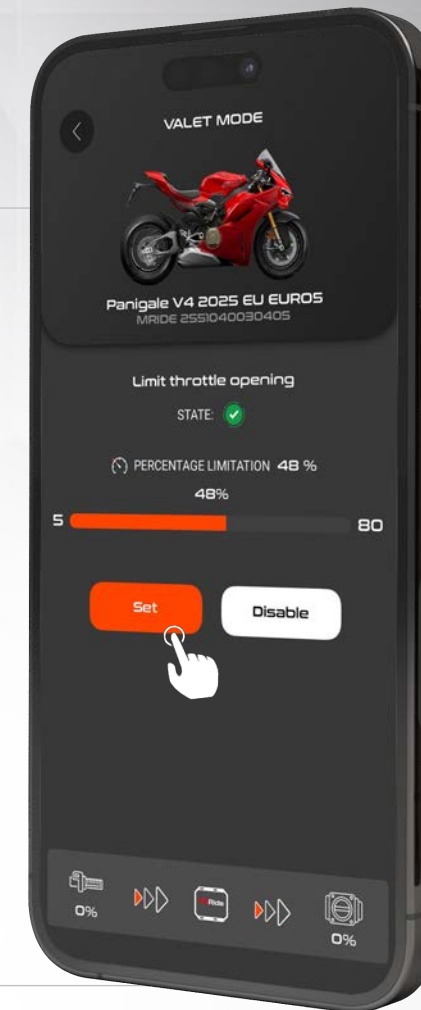 VALET MODE
Panigale V4 2025 EU EURO5
MRIDE 2551040030405
Limit throttle opening
STATE:
PERCENTAGE LIMITATION 48 %
48%
5 80
Set Disable
MRide
0% 0%